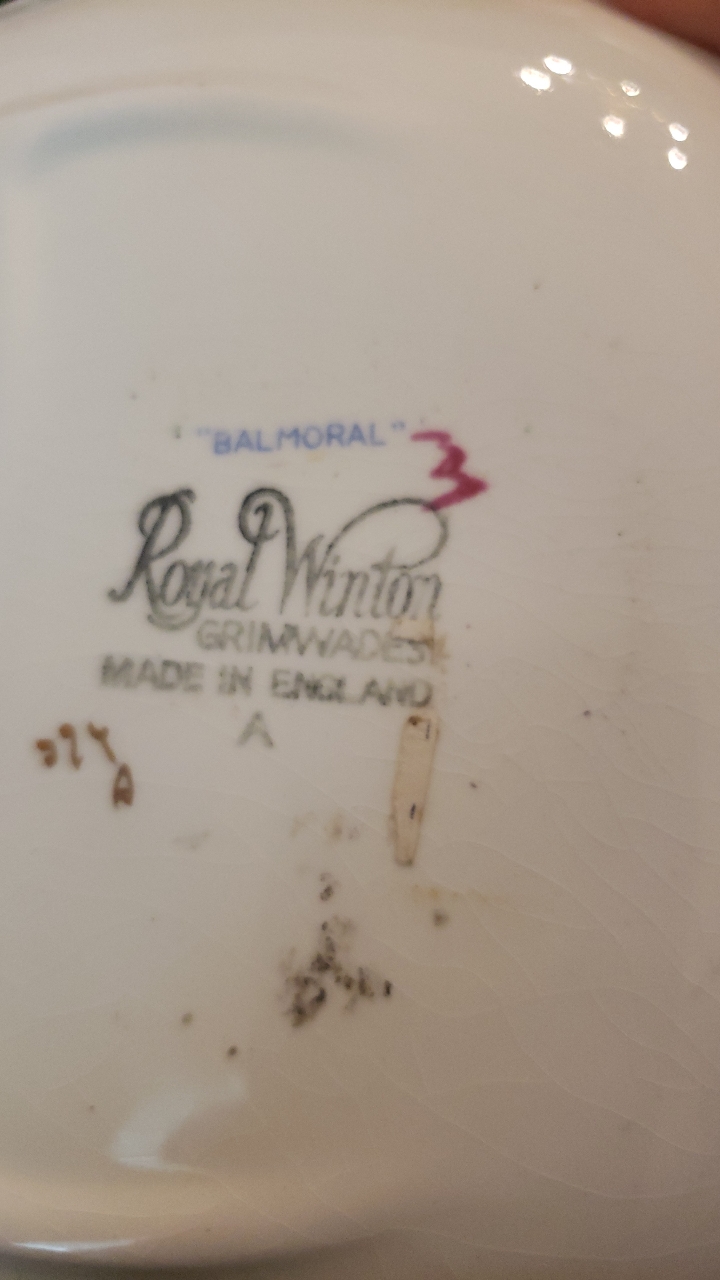 "BALMORAL"
Royal Winton
GRIMWADES
MADE IN ENGLAND
A
A